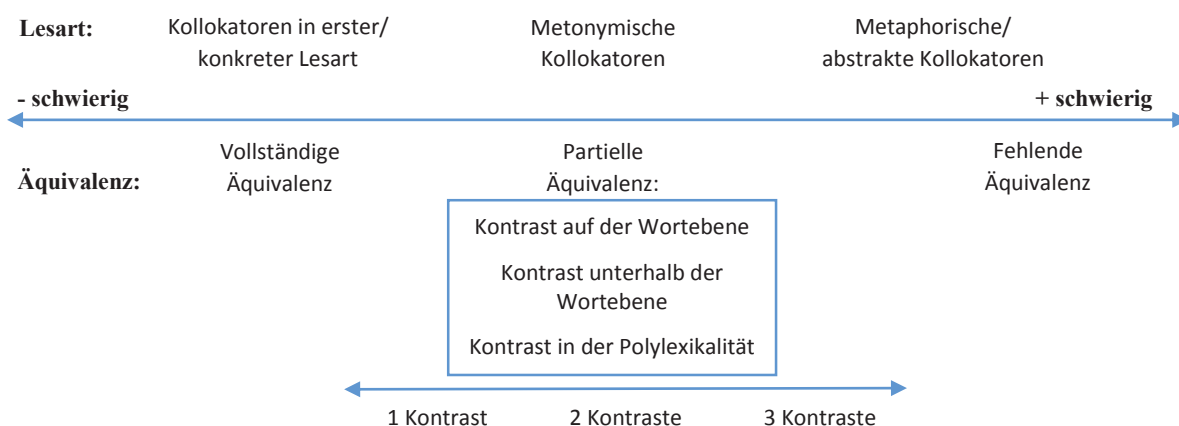 Lesart:
Kollokatoren in erster/
konkreter Lesart
Metonymische
Kollokatoren
Metaphorische/
abstrakte Kollokatoren
- schwierig
+ schwierig
Äquivalenz:
Vollständige
Äquivalenz
Partielle
Äquivalenz:
Fehlende
Äquivalenz
Kontrast auf der Wortebene
Kontrast unterhalb der
Wortebene
Kontrast in der Polylexikalität
1 Kontrast
2 Kontraste
3 Kontraste